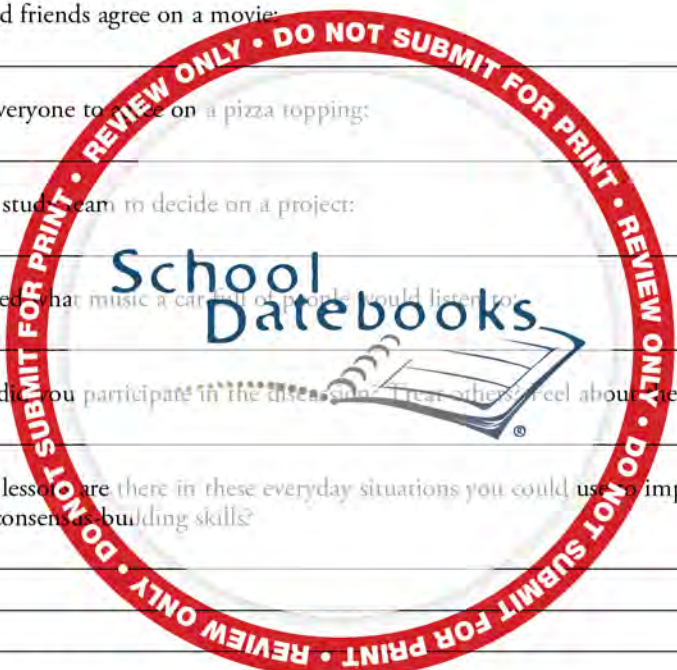 d friends agree on a movie:
veryone to agree on a pizza topping:
study team to decide on a project:
ed what music a car full of people would listen to:
did you participate in the discussion? Treat others? Feel about the
lessons are there in these everyday situations you could use to imp
consensus-building skills?
School
Datebooks
®
REVIEW ONLY • DO NOT SUBMIT FOR PRINT • REVIEW ONLY • DO NOT SUBMIT FOR PRINT • REVIEW ONLY • DO NOT SUBMIT FOR PRINT •